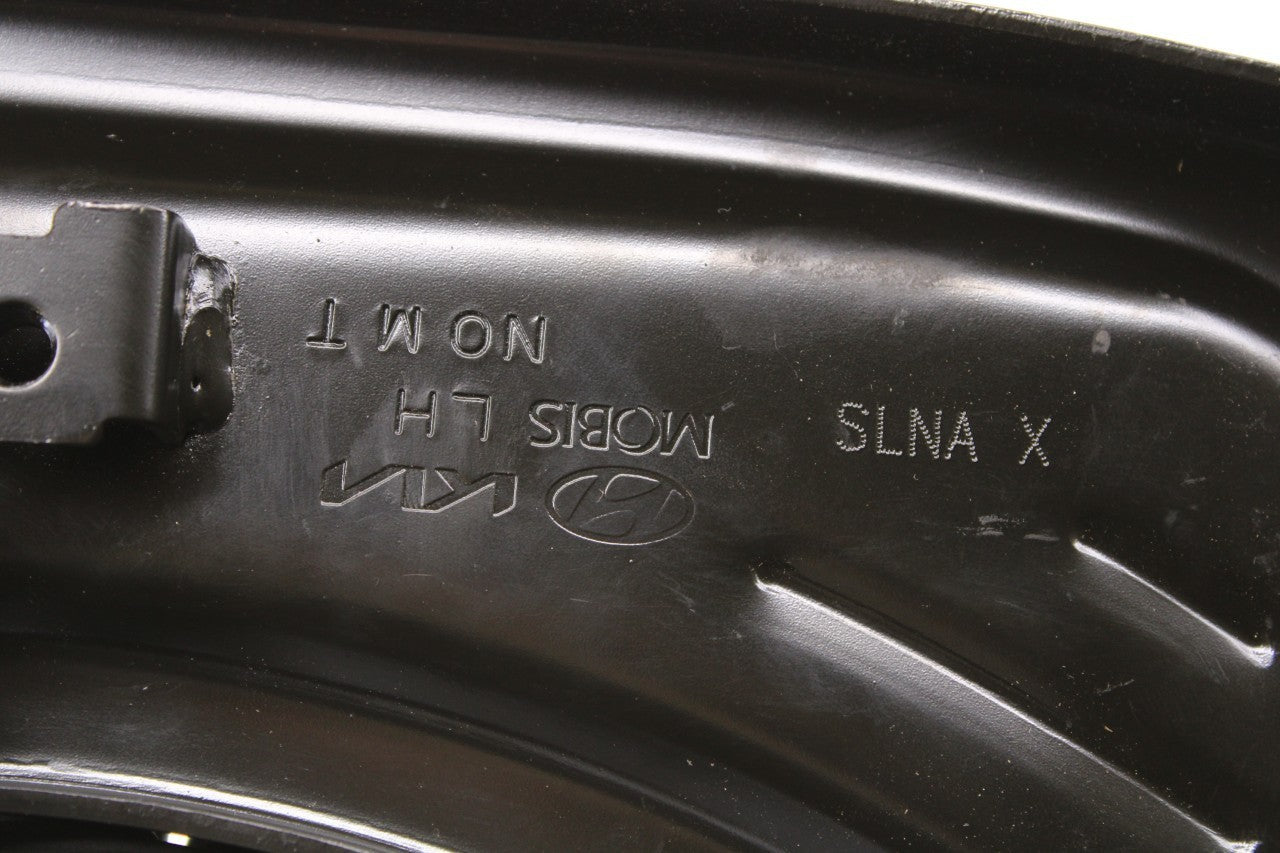 KIA
MOBIS LH
NO M T
SLNA X